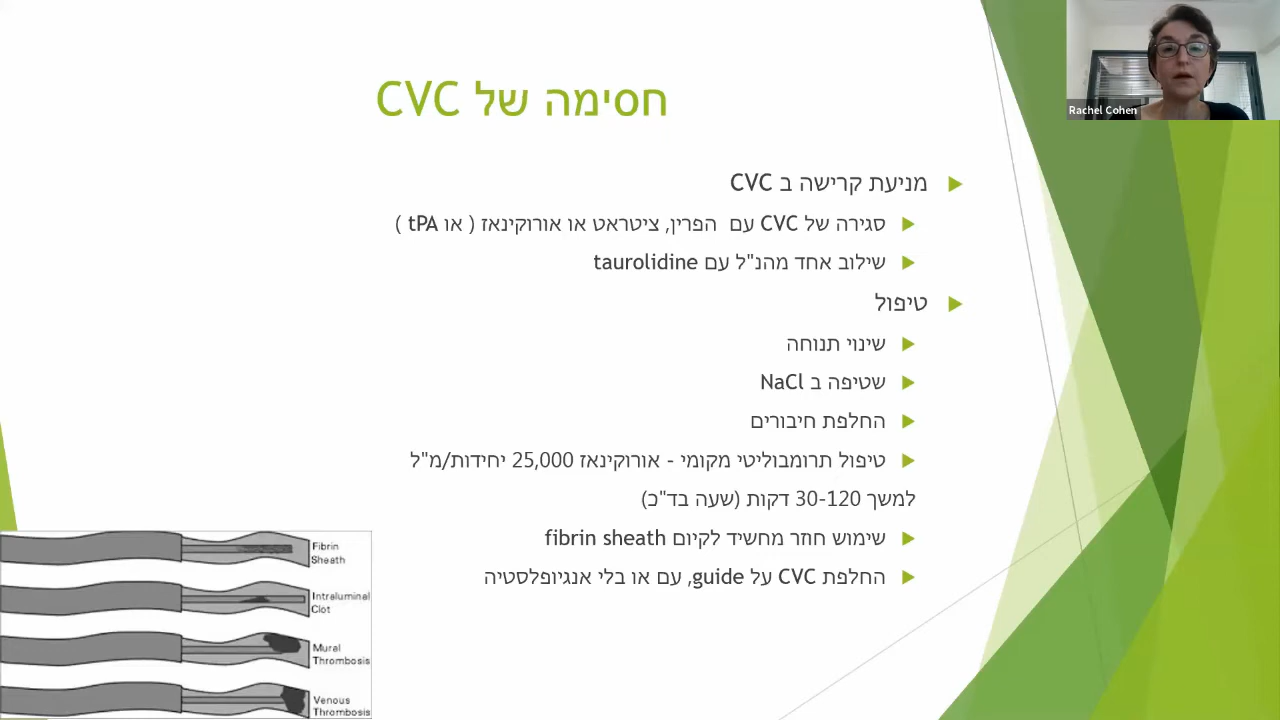 חסימה של CVC
מניעת קרישה ב CVC
סגירה של CVC עם הפרין, ציטראט או אורוקינאז ( או tPA )
שילוב אחד מהנ"ל עם taurolidine
טיפול
שינוי תנוחה
שטיפה ב NaCl
החלפת חיבורים
טיפול תרומבוליטי מקומי - אורוקינאז 25,000 יחידות/מ"ל
למשך 30-120 דקות (שעה בד"כ)
שימוש חוזר מחשיד לקיום fibrin sheath
החלפת CVC על guide, עם או בלי אנגיופלסטיה
Fibrin
Sheath
Intraluminal
Clot
Mural
Thrombosis
Venous
Thrombosis
Rachel Cohen